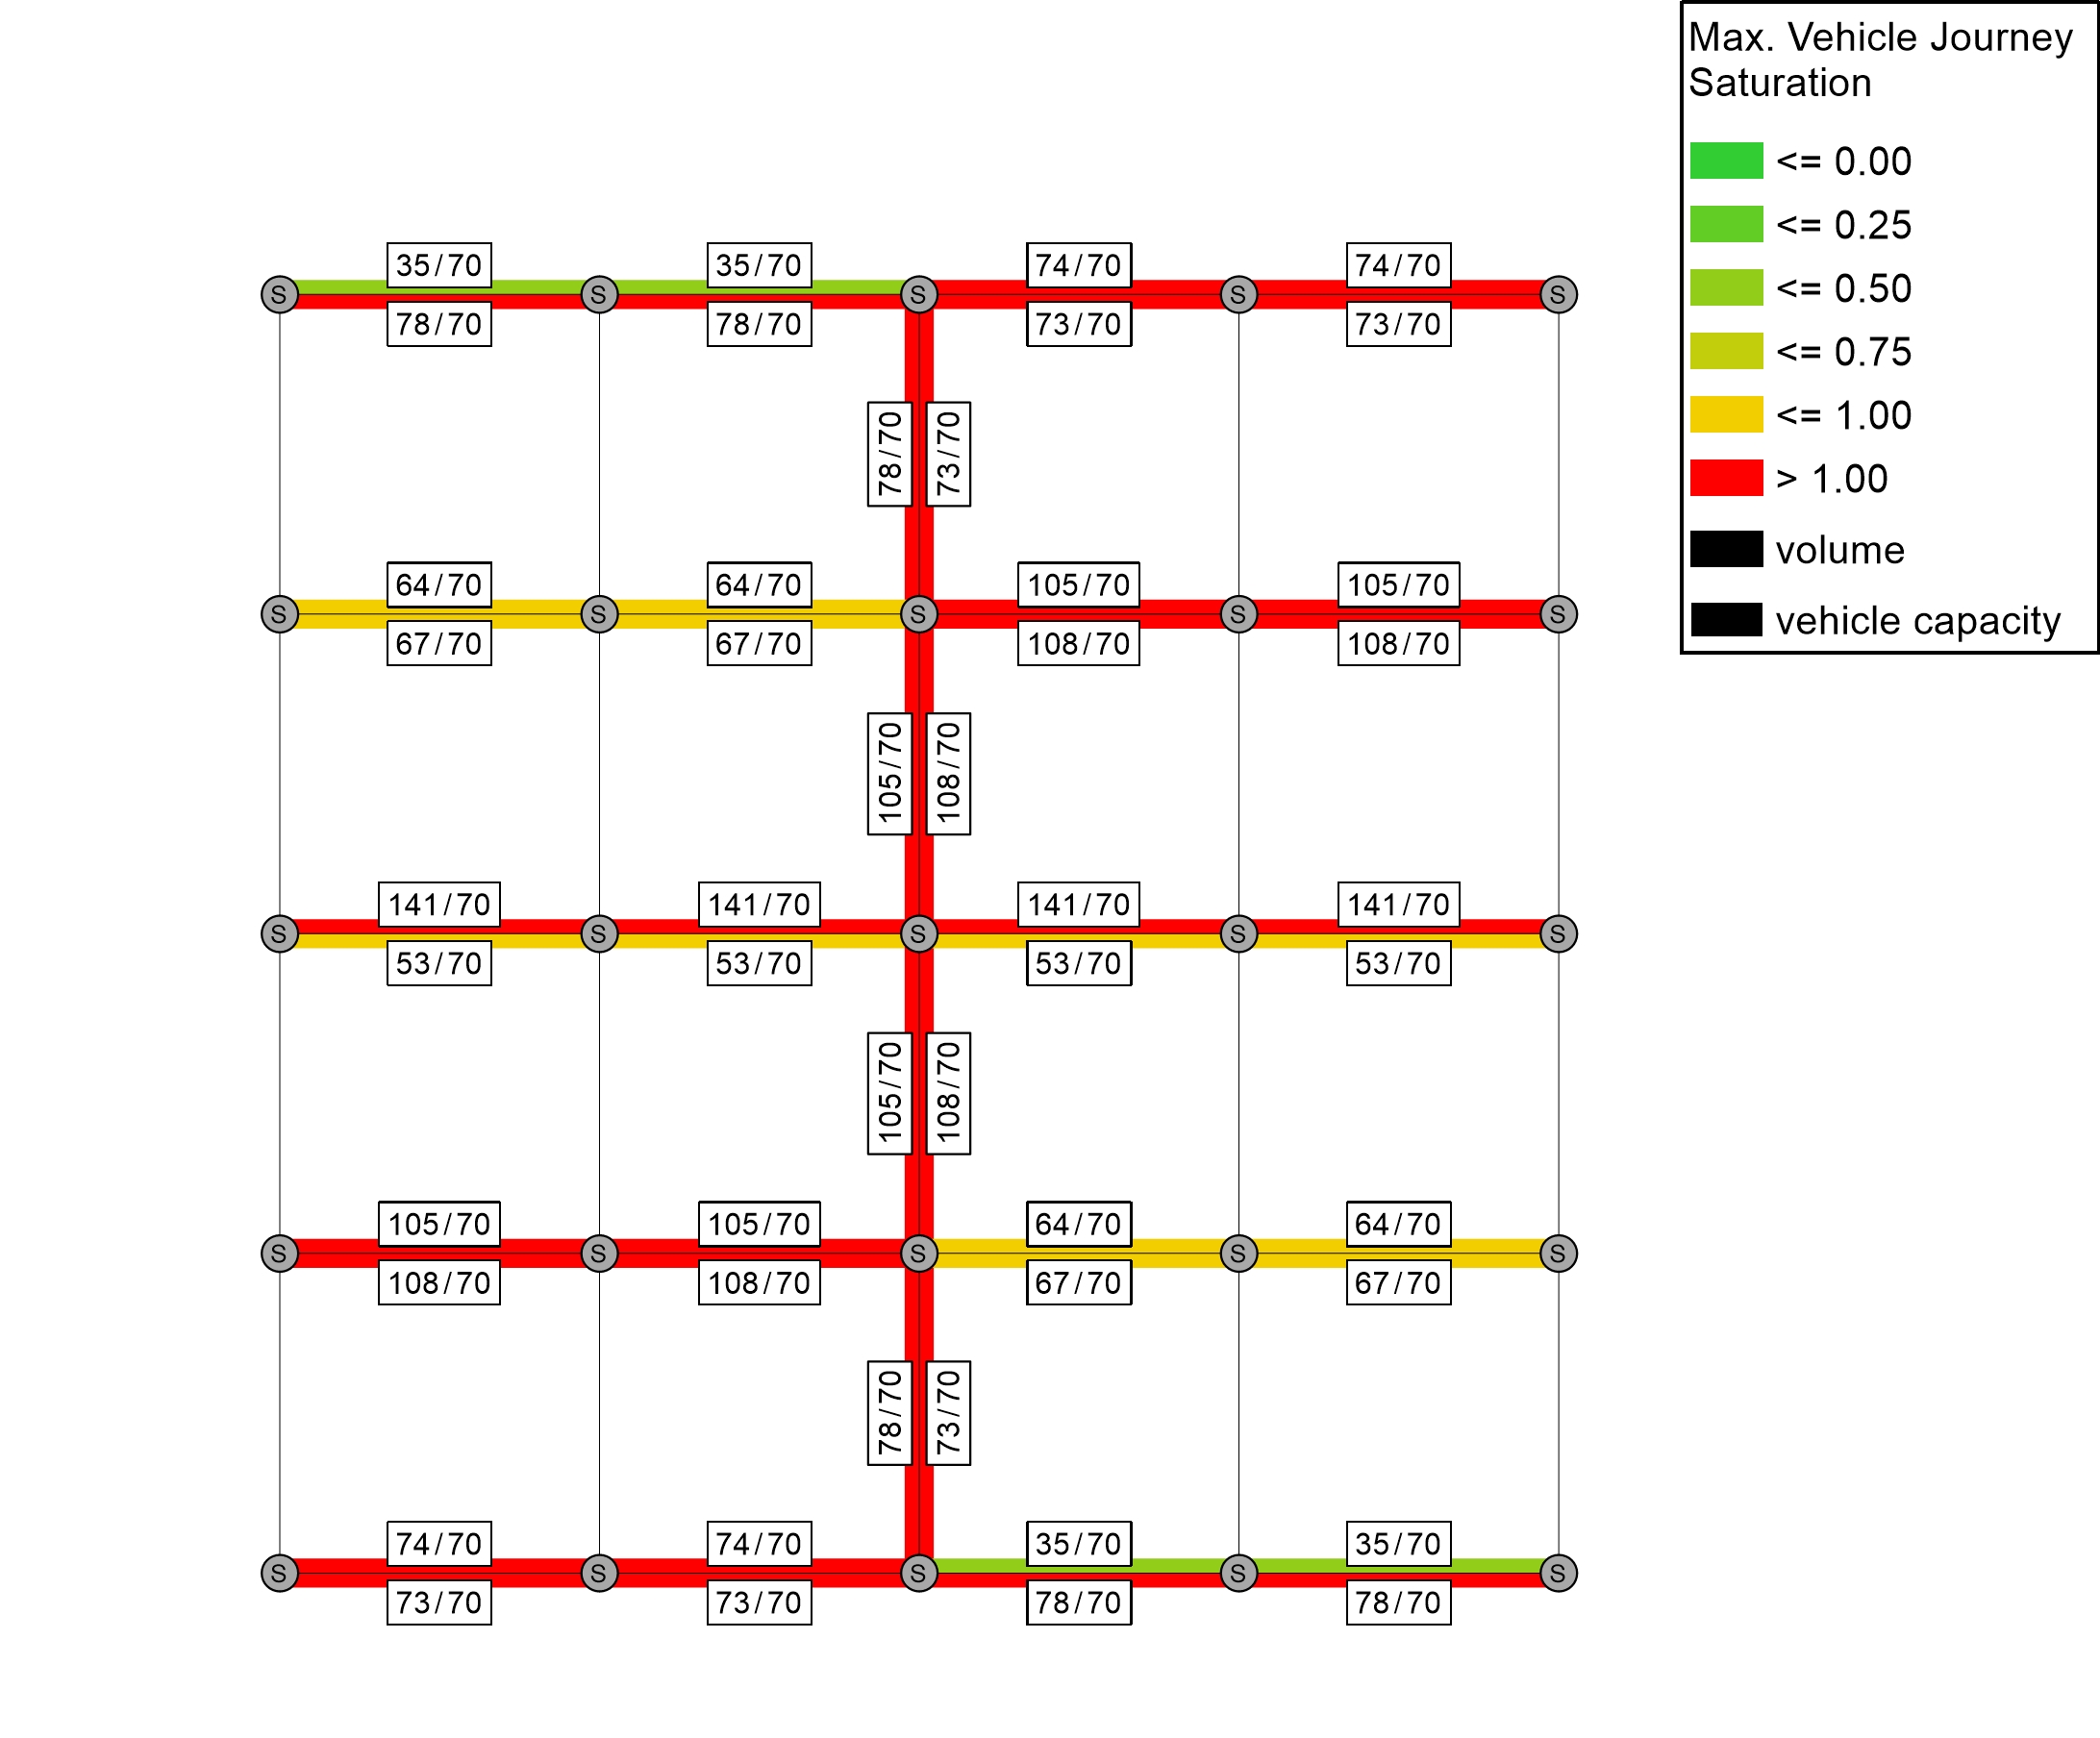 Max. Vehicle Journey
Saturation
<= 0.00
<= 0.25
<= 0.50
<= 0.75
<= 1.00
> 1.00
volume
vehicle capacity
35/70 35/70 74/70 74/70
S S S S S
78/70 78/70 73/70 73/70
78/70 73/70
64/70 64/70 105/70 105/70
S S S S S
67/70 67/70 108/70 108/70
105/70 108/70
141/70 141/70 141/70 141/70
S S S S S
53/70 53/70 53/70 53/70
105/70 108/70
105/70 105/70 64/70 64/70
S S S S S
108/70 108/70 67/70 67/70
78/70 73/70
74/70 74/70 35/70 35/70
S S S S S
73/70 73/70 78/70 78/70